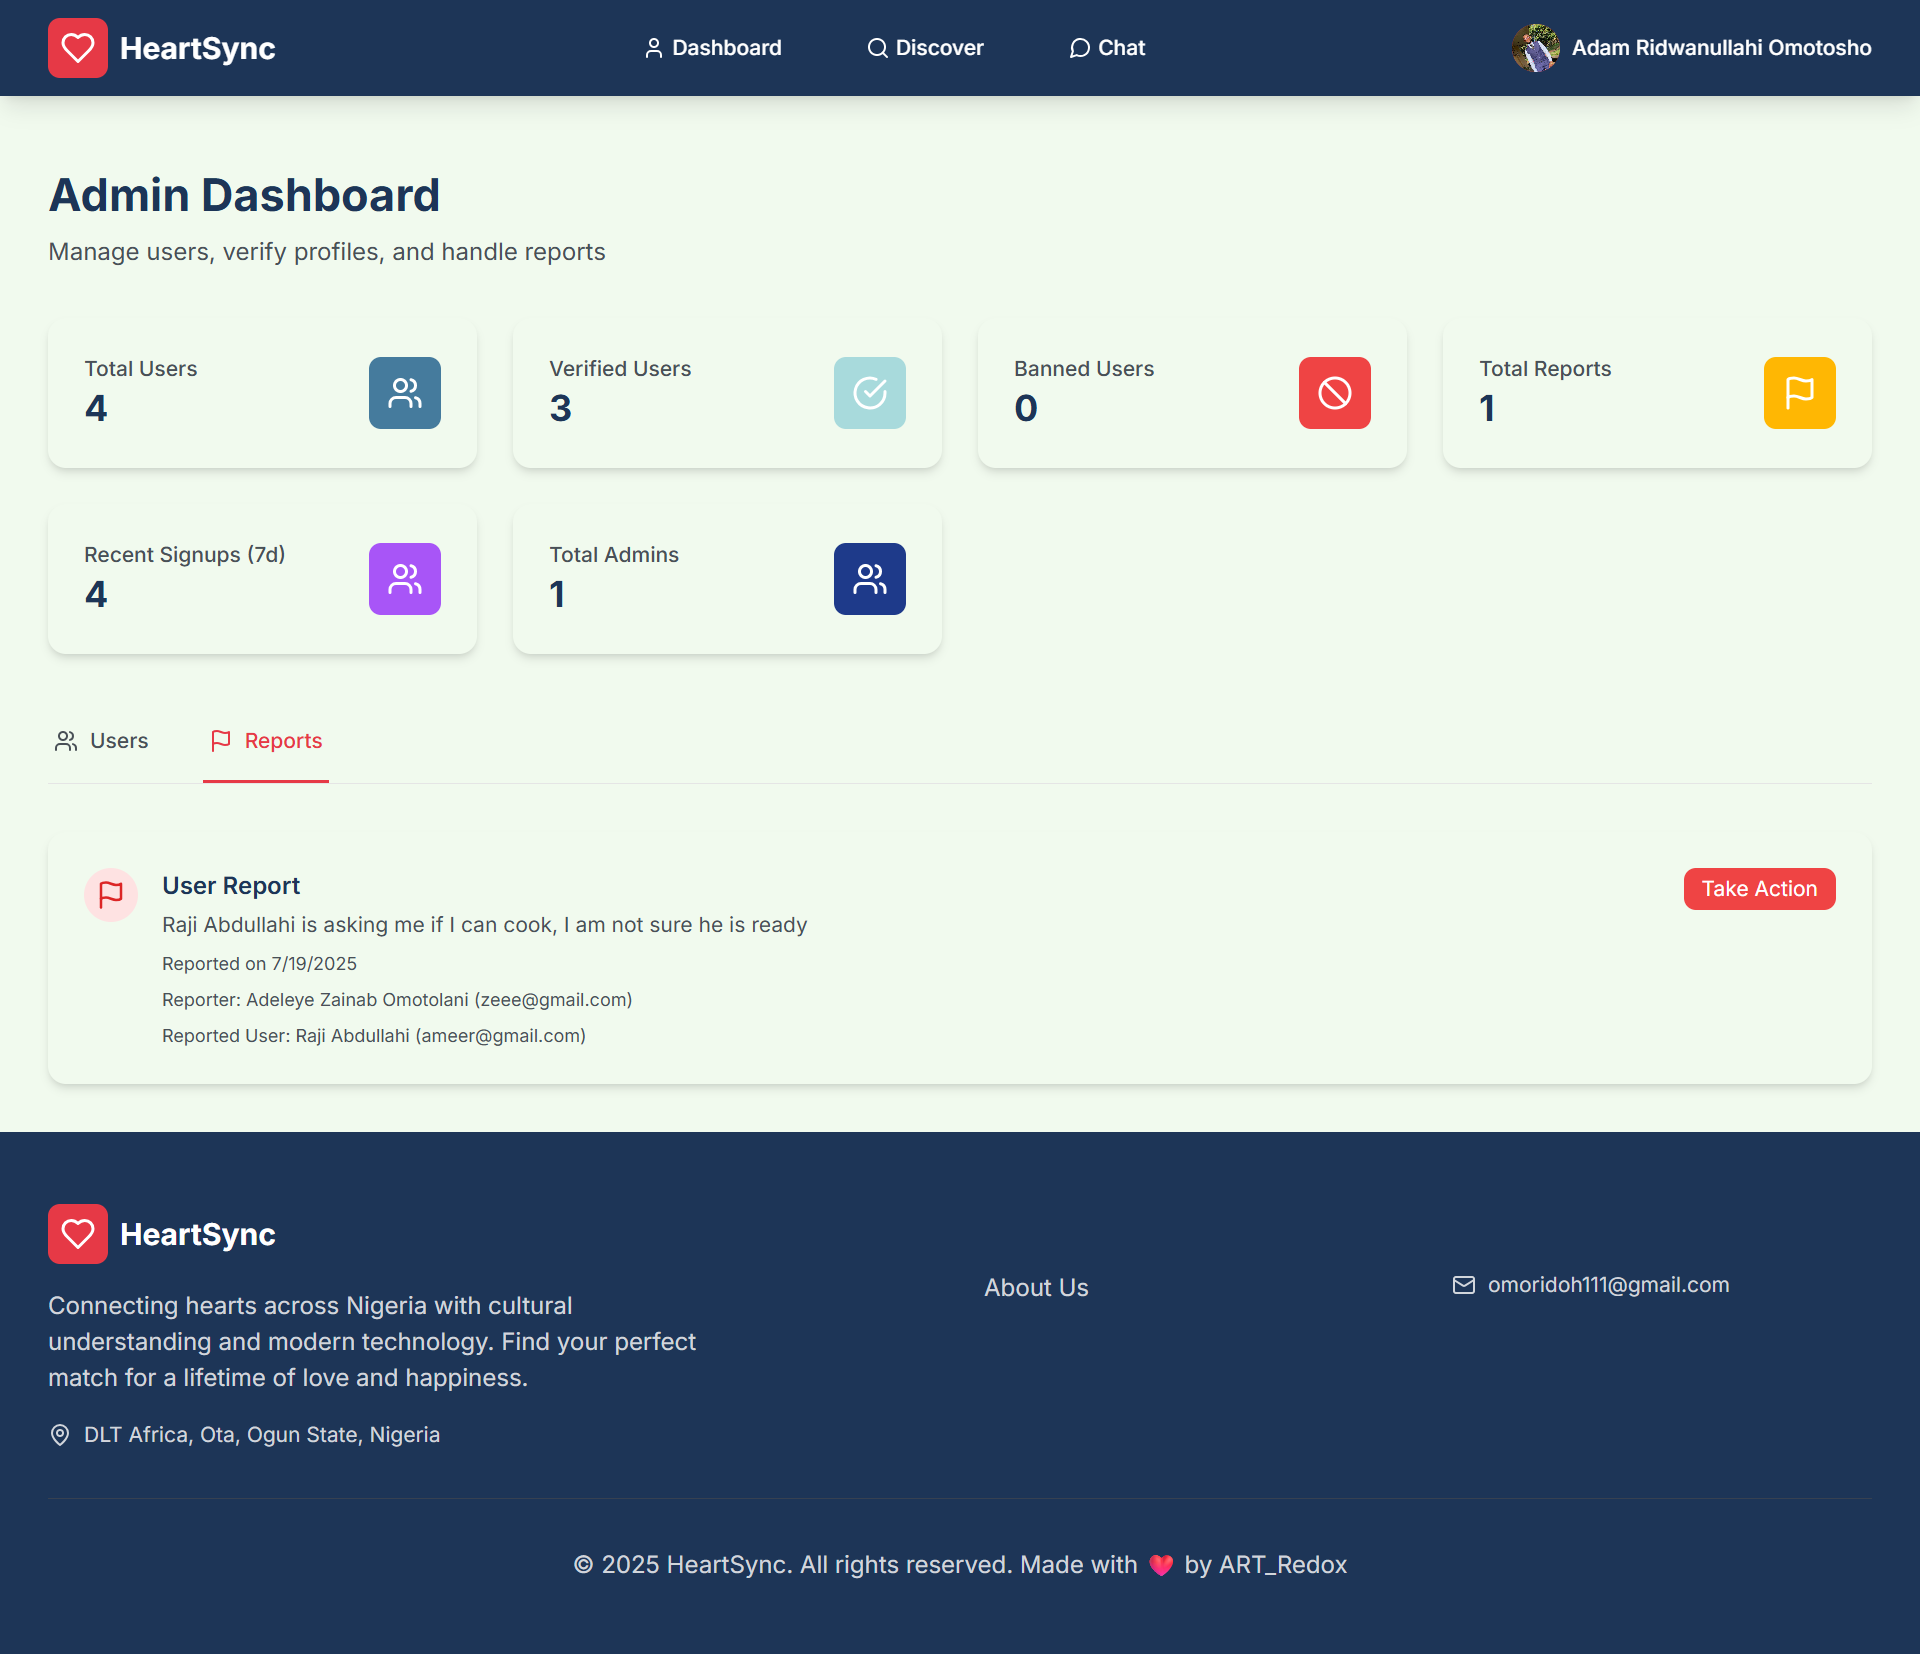 HeartSync
Dashboard
Discover
Chat
Adam Ridwanullahi Omotosho
Admin Dashboard
Manage users, verify profiles, and handle reports
Total Users
4
Verified Users
3
Banned Users
0
Total Reports
1
Recent Signups (7d)
4
Total Admins
1
Users
Reports
User Report
Take Action
Raji Abdullahi is asking me if I can cook, I am not sure he is ready
Reported on 7/19/2025
Reporter: Adeleye Zainab Omotolani (zeee@gmail.com)
Reported User: Raji Abdullahi (ameer@gmail.com)
HeartSync
Connecting hearts across Nigeria with cultural
understanding and modern technology. Find your perfect
match for a lifetime of love and happiness.
DLT Africa, Ota, Ogun State, Nigeria
About Us
omoridoh111@gmail.com
© 2025 HeartSync. All rights reserved. Made with ❤️ by ART_Redox